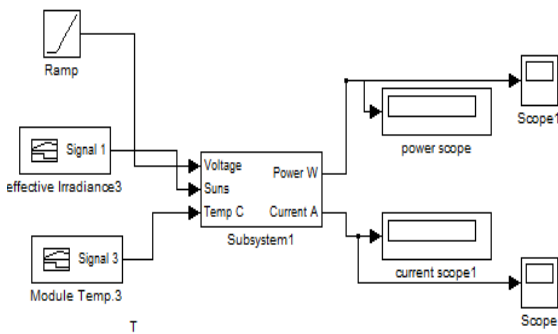 Ramp
Signal 1
effective Irradiance3
Signal 3
Module Temp.3
T
Voltage
Suns
Temp C
Power W
Current A
Subsystem1
power scope
current scope1
Scope1
Scope